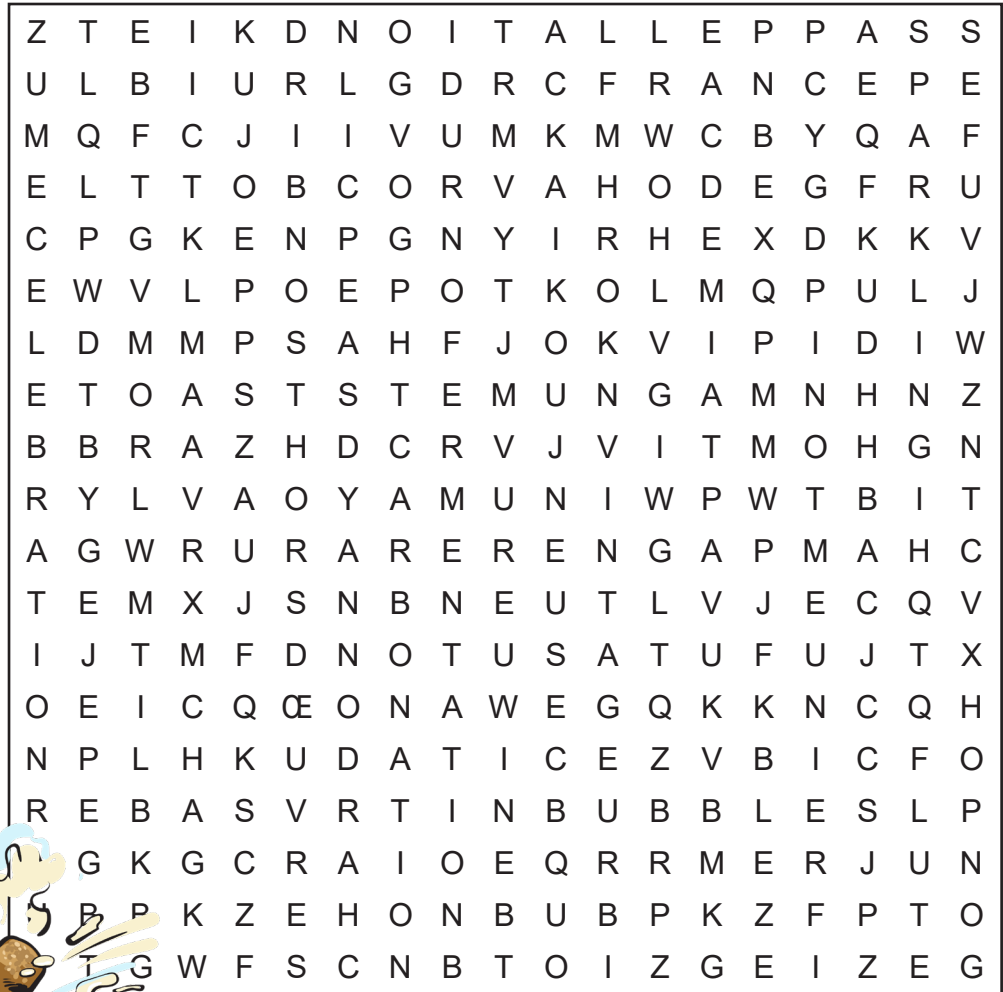 Z T E I K D N O I T A L L E P P A S S
U L B I U R L G D R C F R A N C E P E
M Q F C J I I V U M K M W C B Y Q A F
E L T T O B C O R V A H O D E G F R U
C P G K E N P G N Y I R H E X D K K V
E W V L P O E P O T K O L M Q P U L J
L D M M P S A H F J O K V I P I D I W
E T O A S T S T E M U N G A M N H N Z
B B R A Z H D C R V J V I T M O H G N
R Y L V A O Y A M U N I W P W T B I T
A G W R U R A R E R E N G A P M A H C
T E M X J S N B N E U T L V J E C Q V
I J T M F D N O T U S A T U F U J T X
O E I C Q Œ O N A W E G Q K K N C Q H
N P L H K U D A T I C E Z V B I C F O
R E B A S V R T I N B U B B L E S L P
G K G C R A I O E Q R R M E R J U N
K Z E H O N B U B P K Z F P T O
G W F S C N B T O I Z G E I Z E G